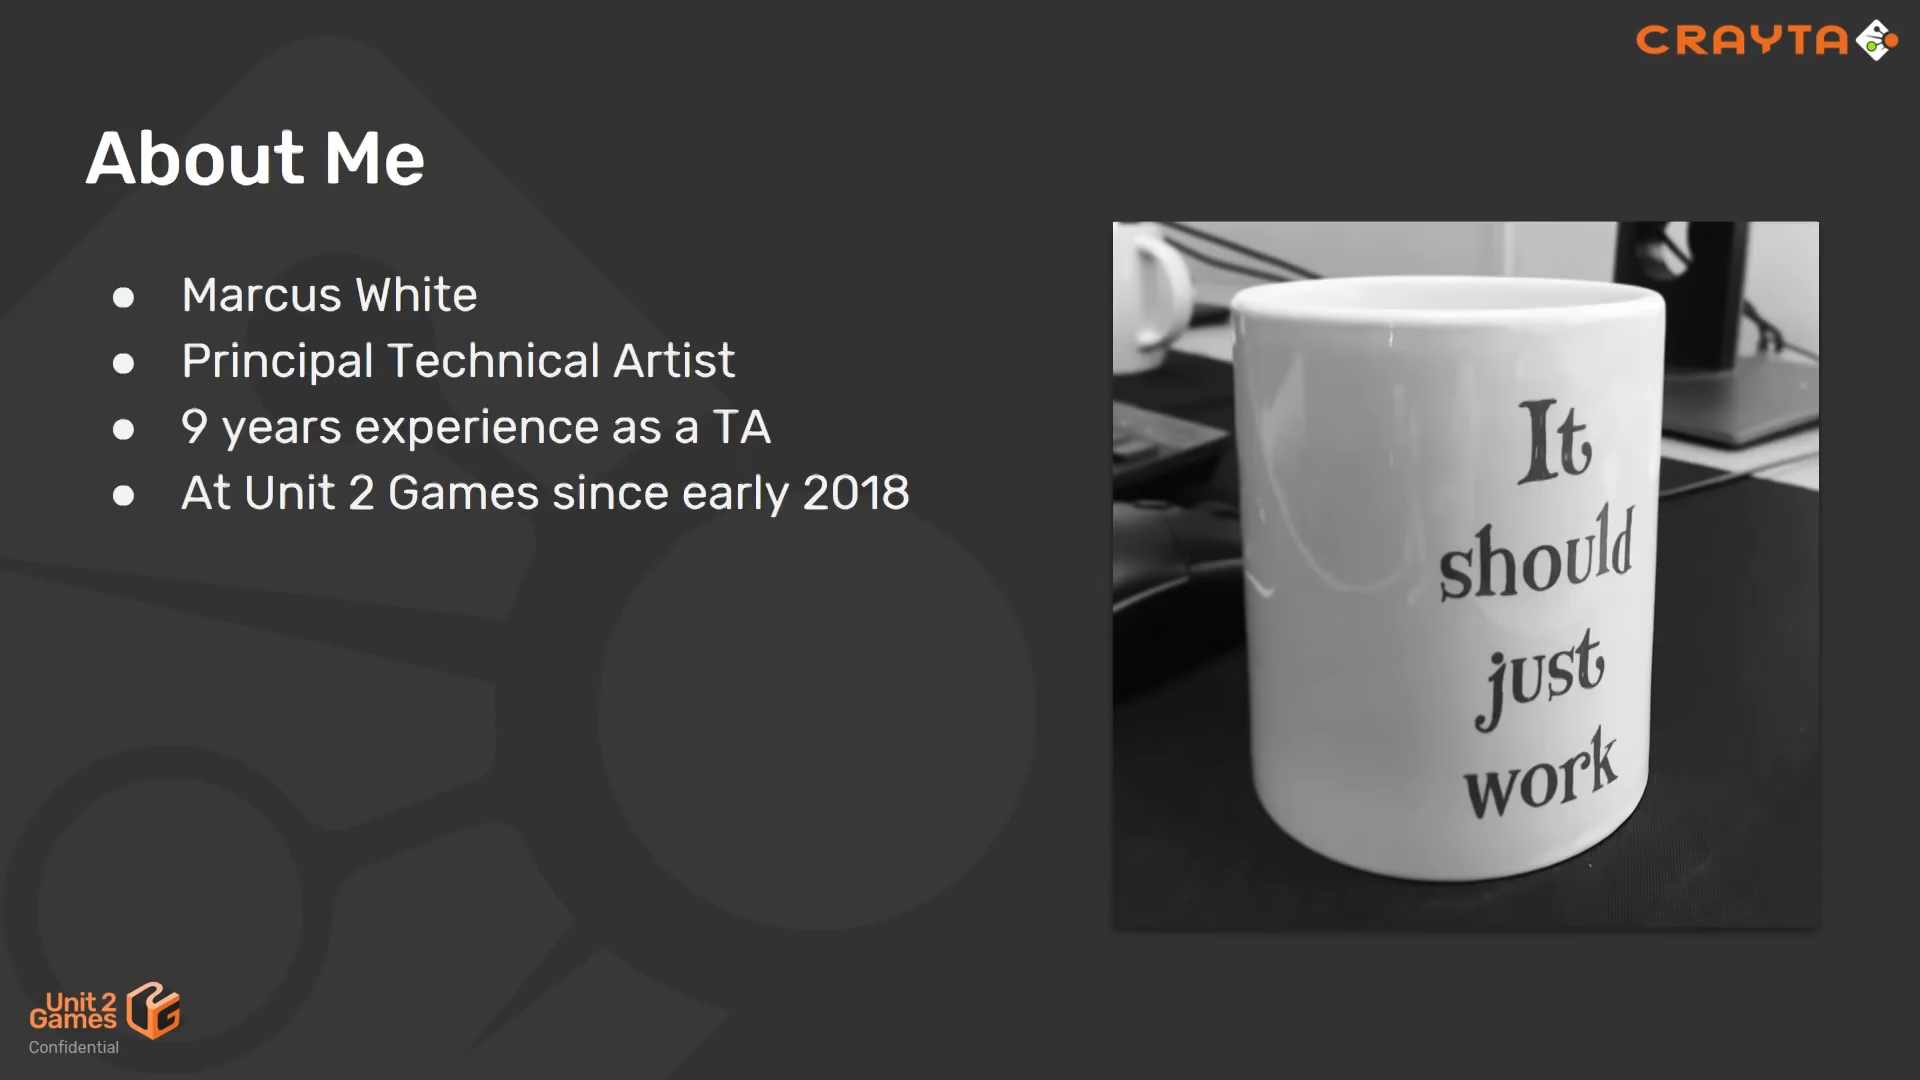 CRAYTA
About Me
● Marcus White
● Principal Technical Artist
● 9 years experience as a TA
● At Unit 2 Games since early 2018
It
should
just
work
Unit 2
Games
Confidential